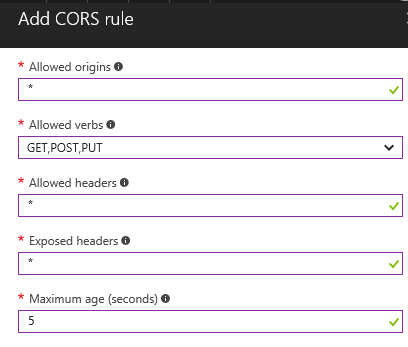 Add CORS rule
* Allowed origins
*
* Allowed verbs
GET,POST,PUT
* Allowed headers
*
* Exposed headers
*
* Maximum age (seconds)
5